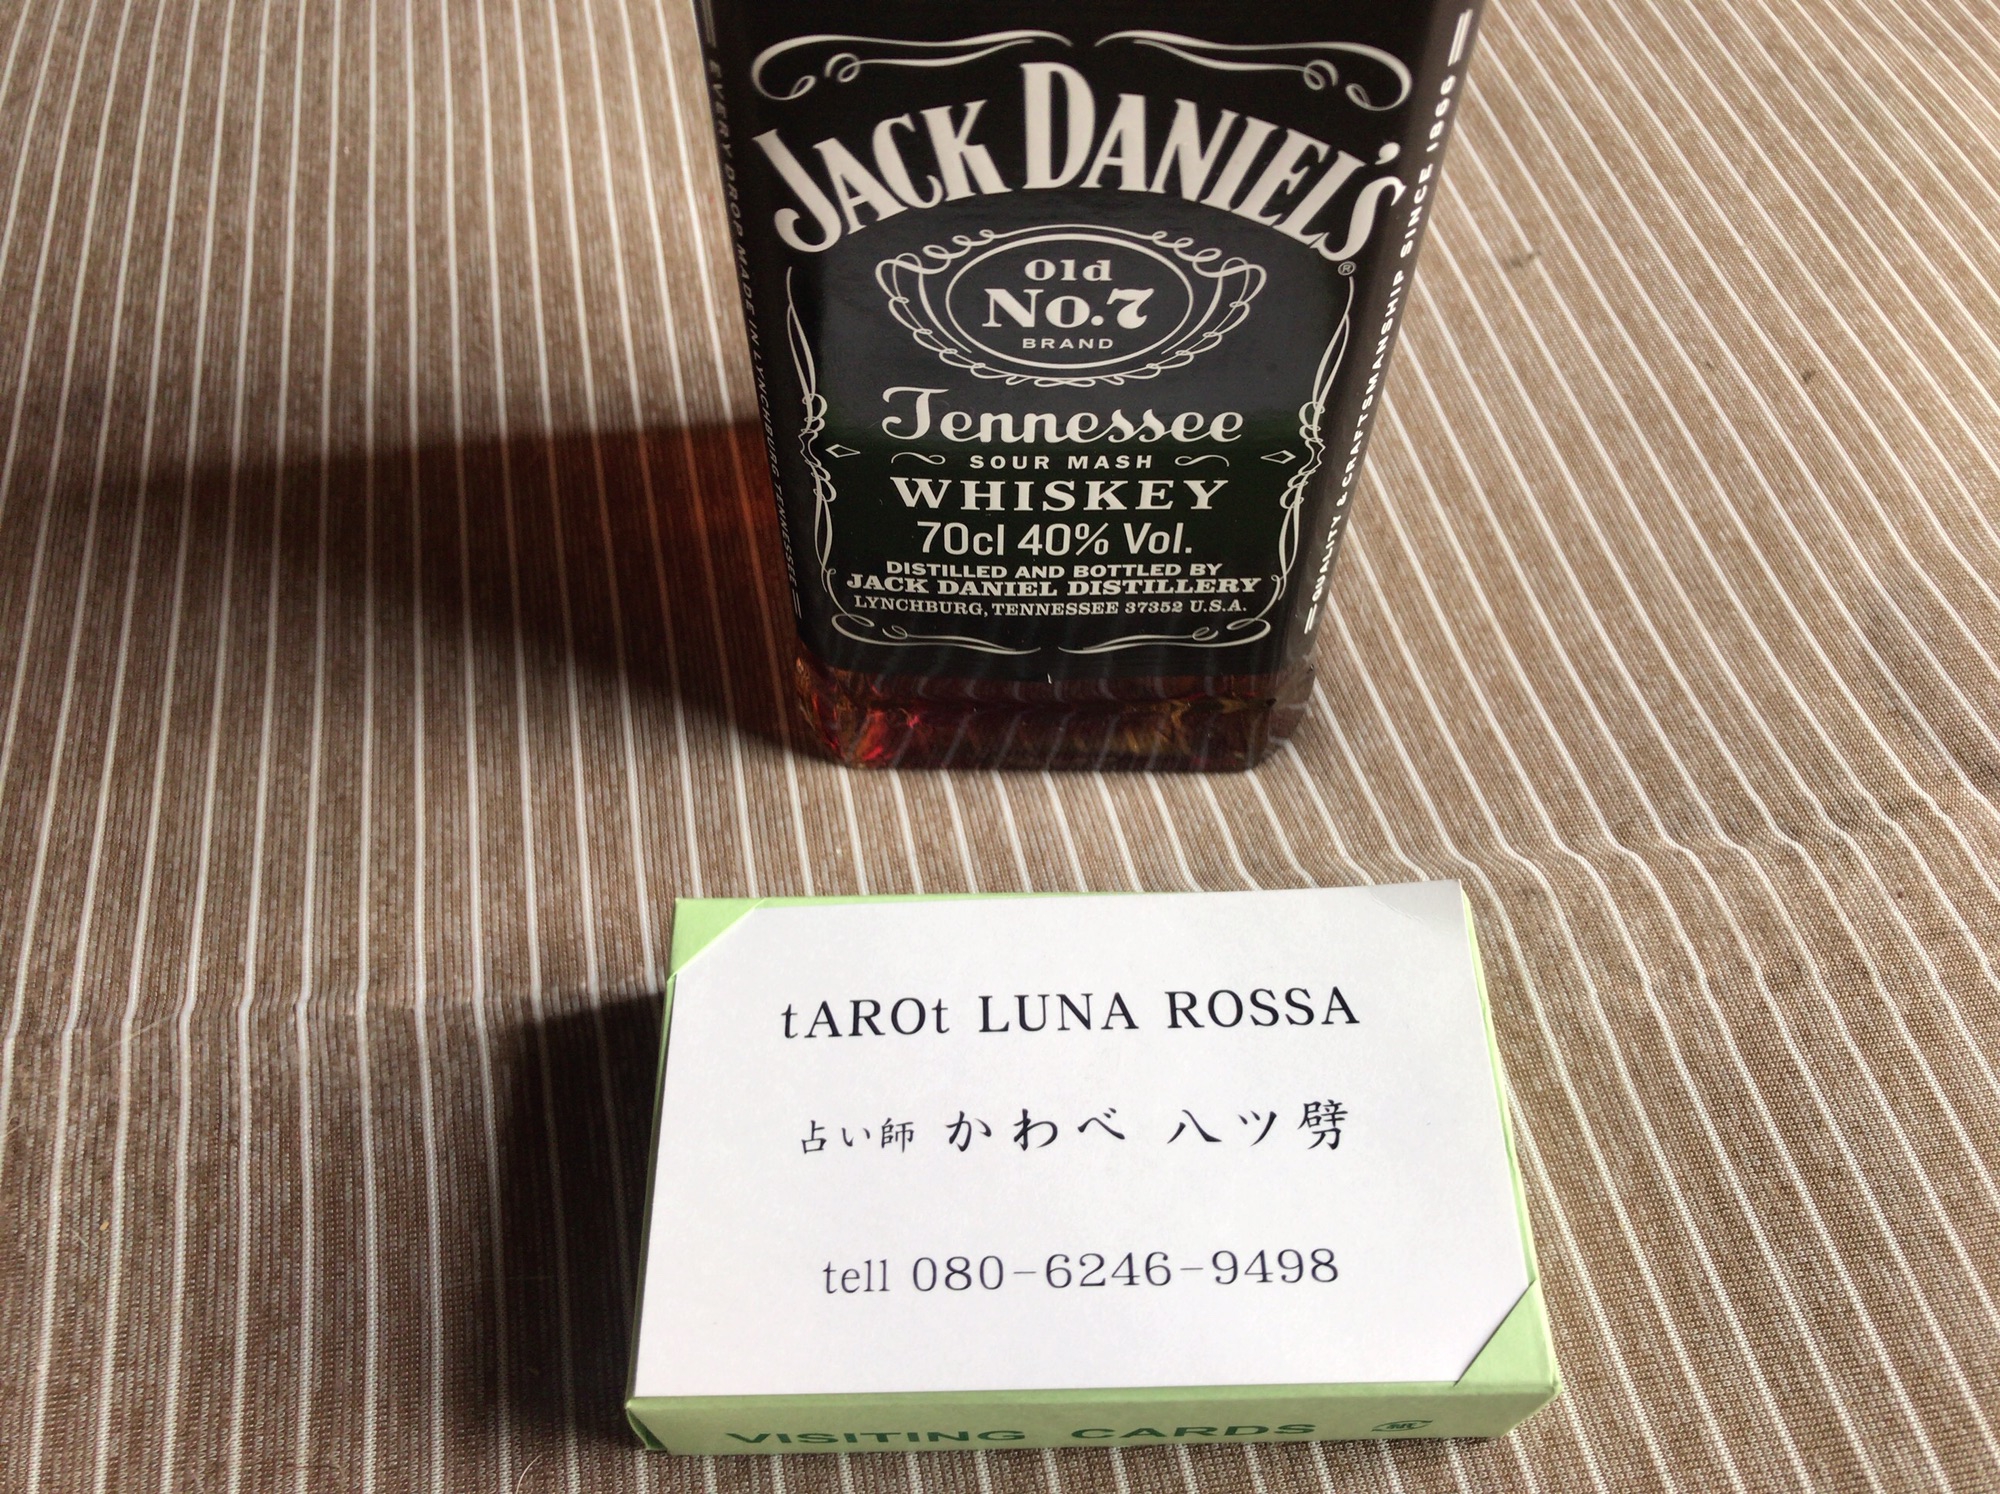 JACK DANIEL'S
®
Old
No.7
BRAND
Tennessee
SOUR MASH
WHISKEY
70cl 40% Vol.
DISTILLED AND BOTTLED BY
JACK DANIEL DISTILLERY
LYNCHBURG, TENNESSEE 37352 U.S.A.
EVERY DROP MADE IN LYNCHBURG, TENNESSEE
QUALITY & CRAFTSMANSHIP SINCE 1866
tAROt LUNA ROSSA
占い師 かわべ 八ツ劈
tell 080-6246-9498
VISITING CARDS